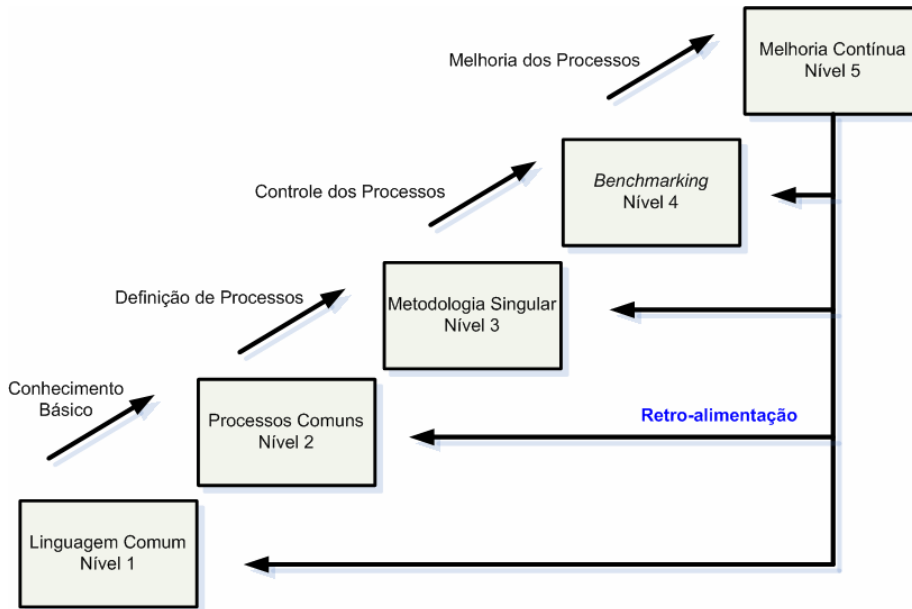 Melhoria Contínua
Nível 5
Melhoria dos Processos
Benchmarking
Nível 4
Controle dos Processos
Metodologia Singular
Nível 3
Definição de Processos
Processos Comuns
Nível 2
Retro-alimentação
Conhecimento
Básico
Linguagem Comum
Nível 1